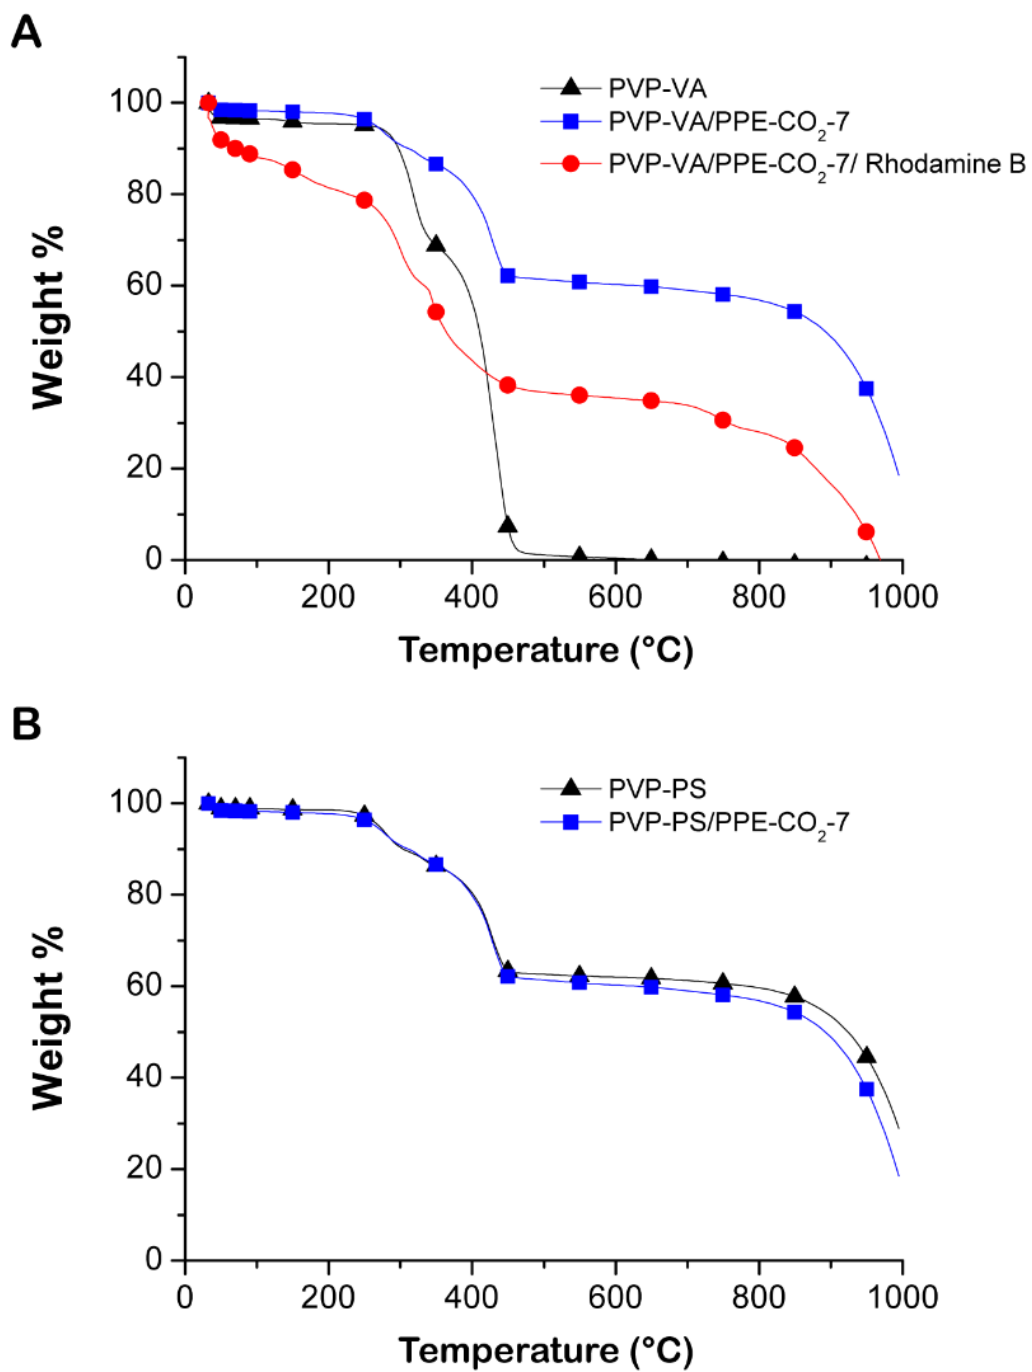 A
PVP-VA
PVP-VA/PPE-CO₂-7
PVP-VA/PPE-CO₂-7/ Rhodamine B
100
80
60
40
20
0
Weight %
0 200 400 600 800 1000
Temperature (°C)
B
PVP-PS
PVP-PS/PPE-CO₂-7
100
80
60
40
20
0
Weight %
0 200 400 600 800 1000
Temperature (°C)